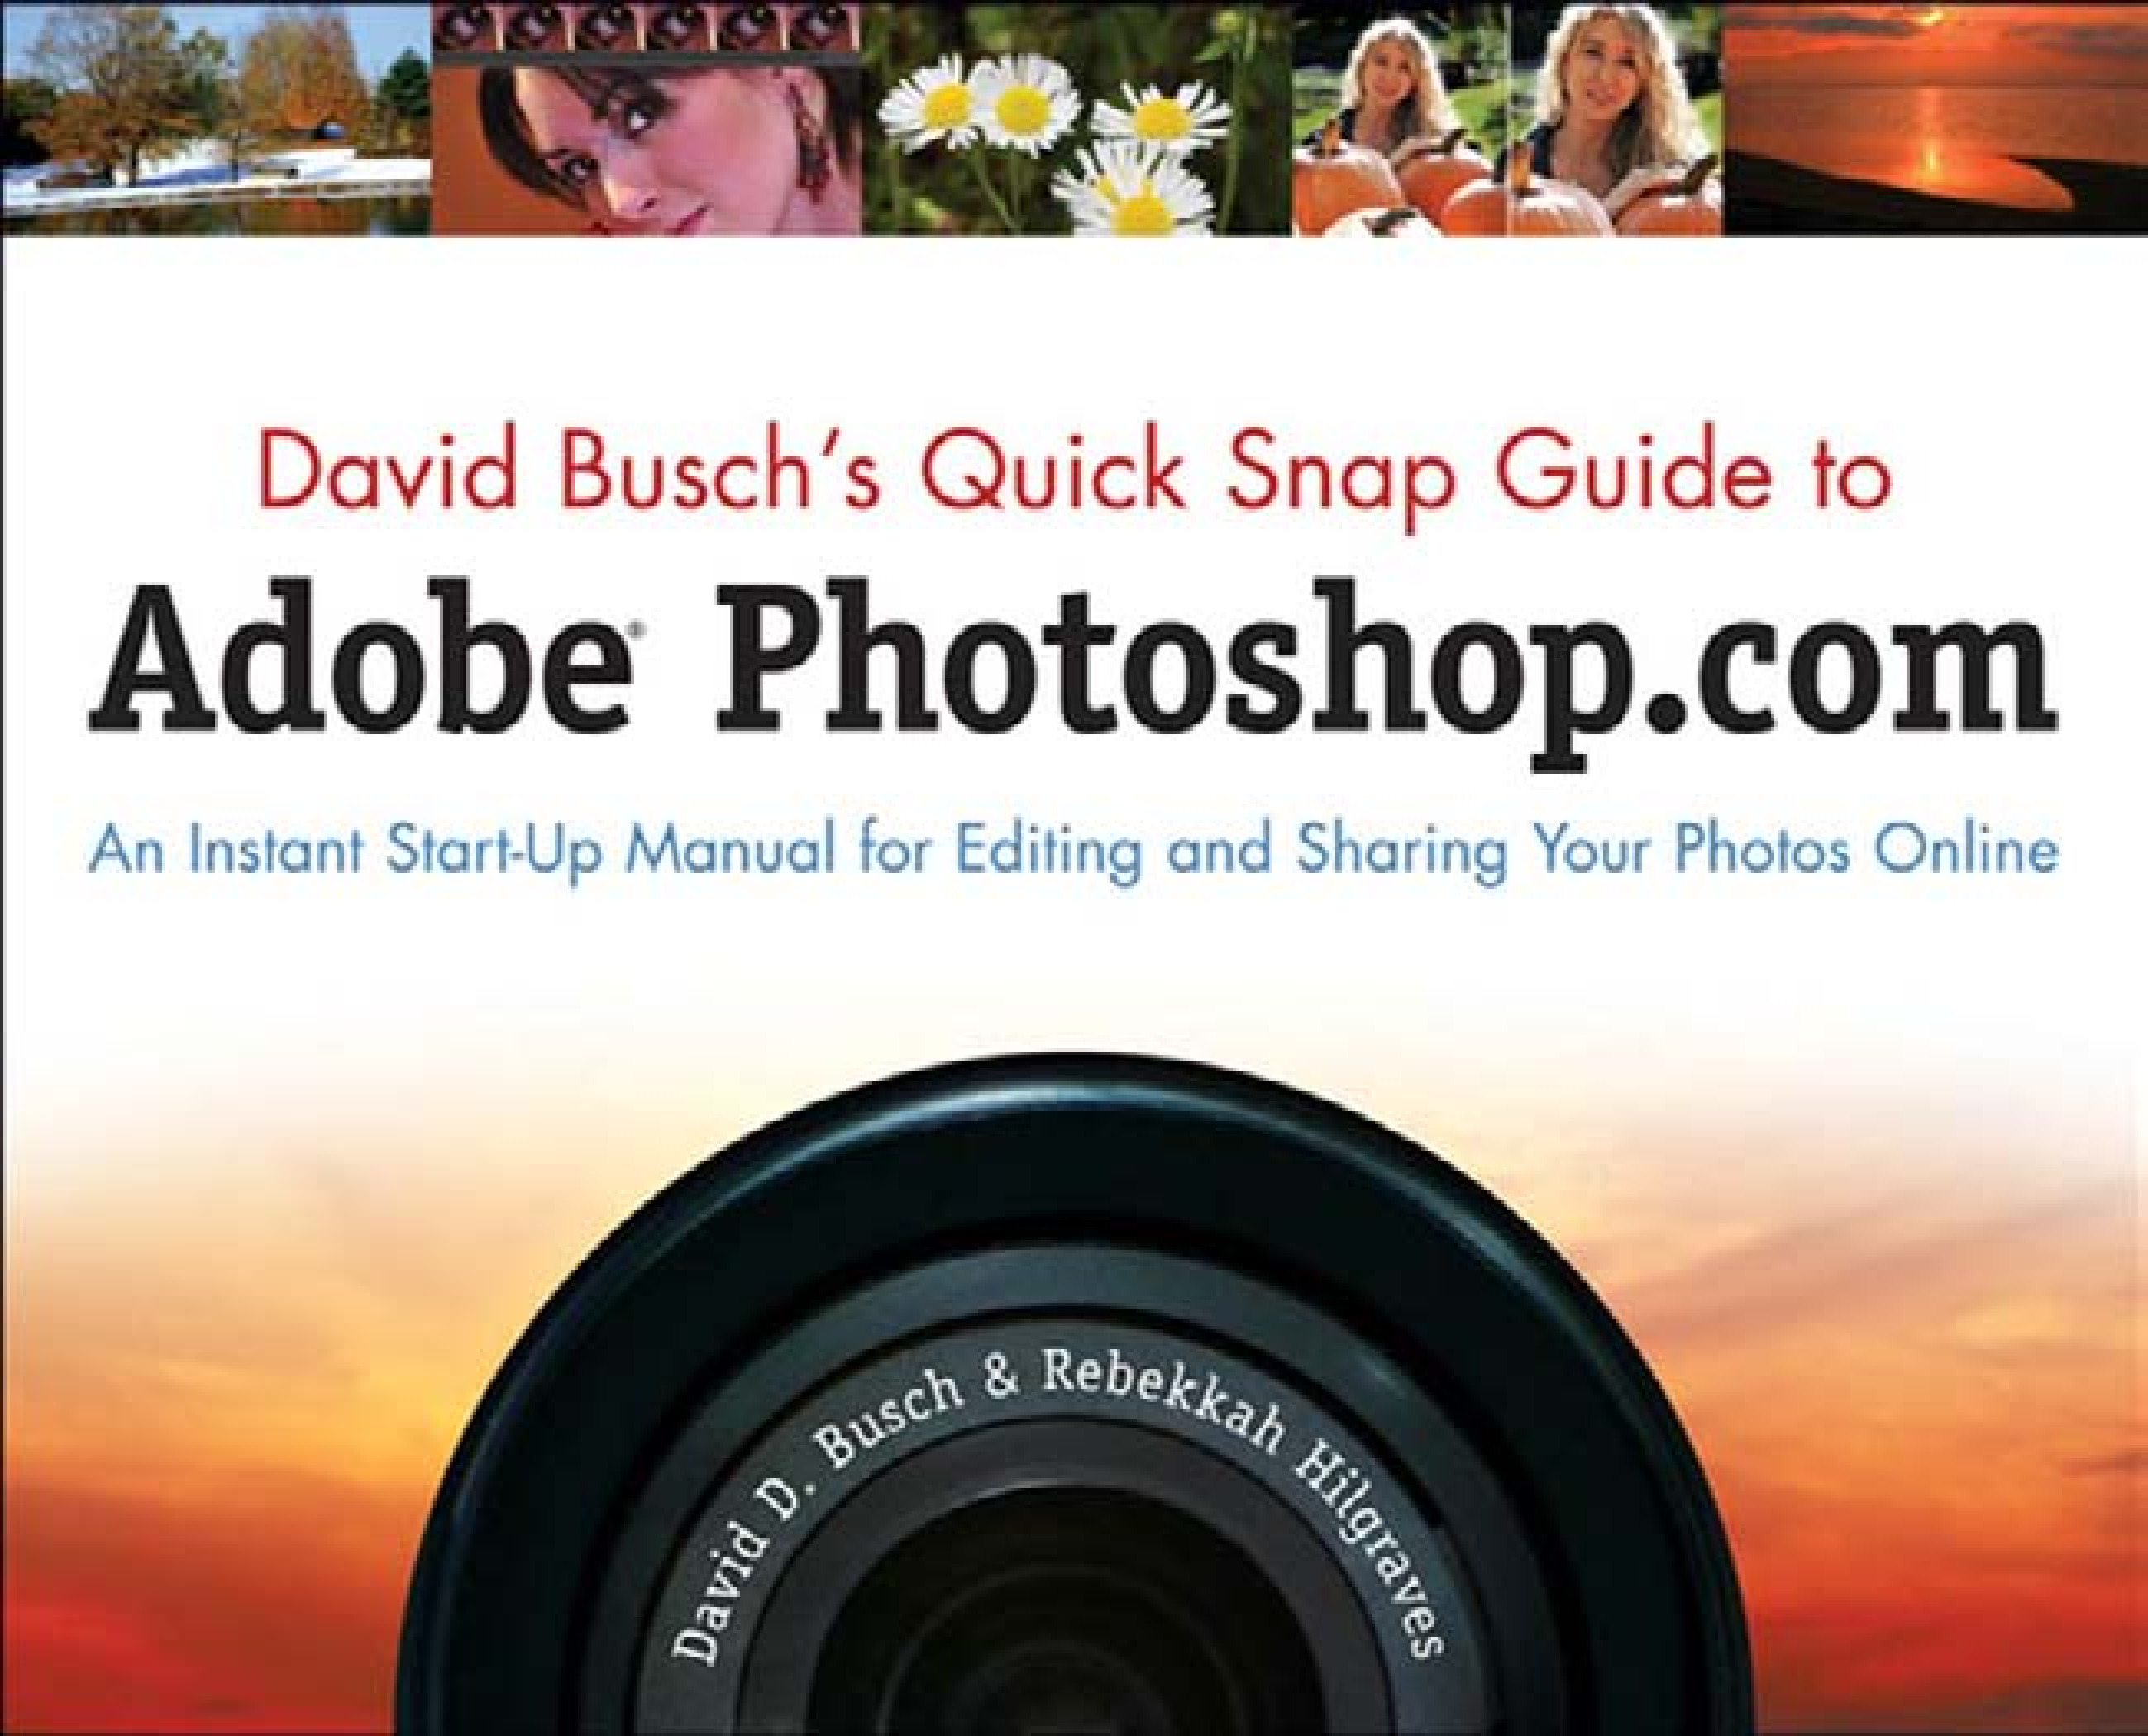 David Busch's Quick Snap Guide to
Adobe® Photoshop.com
An Instant Start-Up Manual for Editing and Sharing Your Photos Online
David D. Busch & Rebekkah Hilgraves